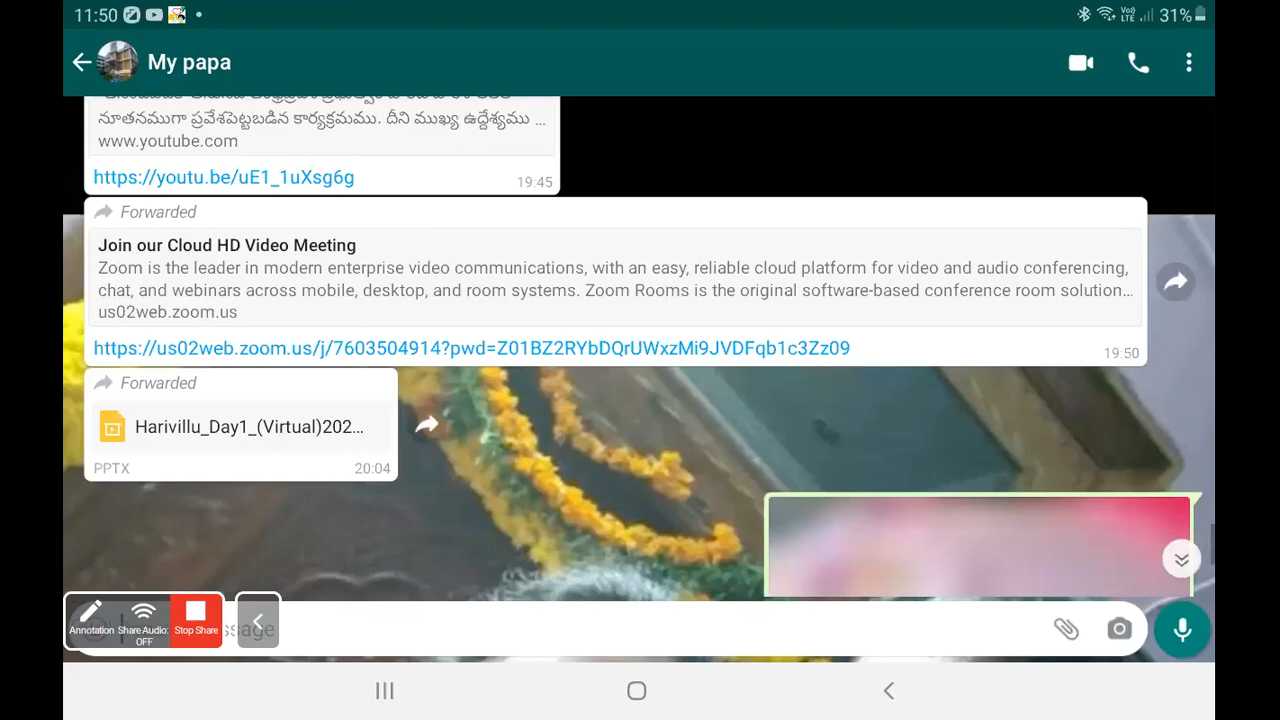 11:50
Vo)) LTE 31%
My papa
నూతనముగా ప్రవేశపెట్టబడిన కార్యక్రమము. దీని ముఖ్య ఉద్దేశ్యము ...
www.youtube.com
https://youtu.be/uE1_1uXsg6g
19:45
Forwarded
Join our Cloud HD Video Meeting
Zoom is the leader in modern enterprise video communications, with an easy, reliable cloud platform for video and audio conferencing,
chat, and webinars across mobile, desktop, and room systems. Zoom Rooms is the original software-based conference room solution...
us02web.zoom.us
https://us02web.zoom.us/j/7603504914?pwd=Z01BZ2RYbDQrUWxzMi9JVDFqb1c3Zz09
19:50
Forwarded
Harivillu_Day1_(Virtual)202...
PPTX 20:04
Annotation Share Audio: OFF Stop Share
ssage